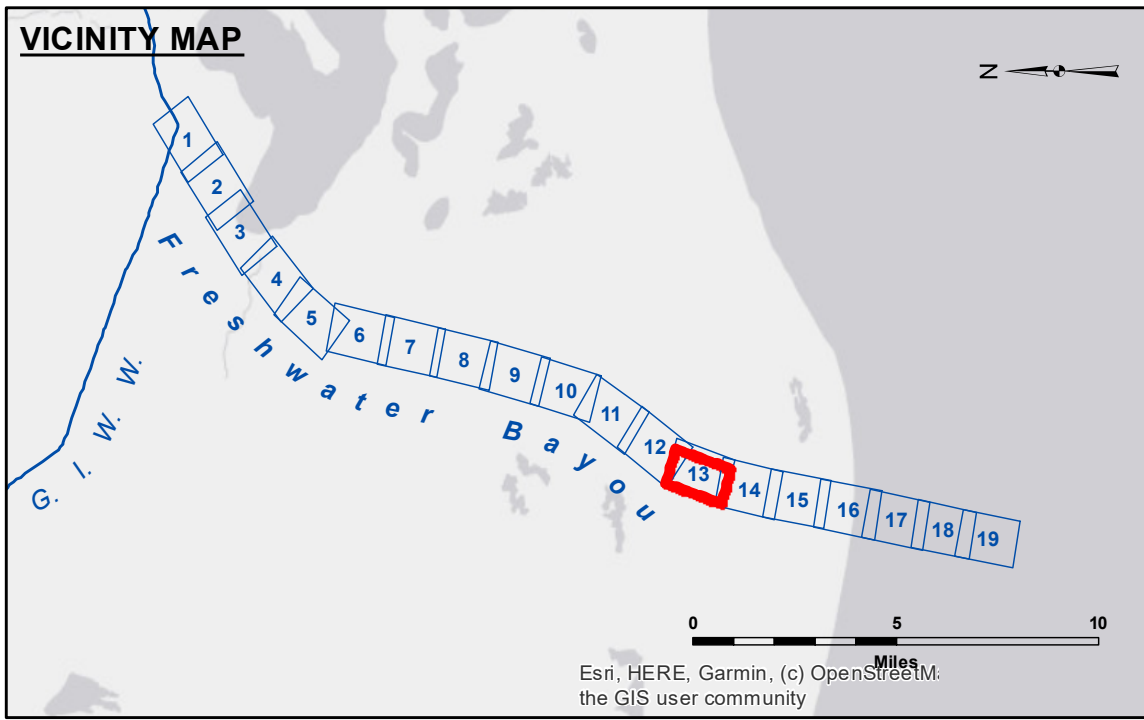 VICINITY MAP
N
1
2
3
4
5
6
7
8
9
10
11
12
13
14
15
16
17
18
19
Freshwater Bayou
G. I. W. W.
0 5 10
Miles
Esri, HERE, Garmin, (c) OpenStreetMa
the GIS user community